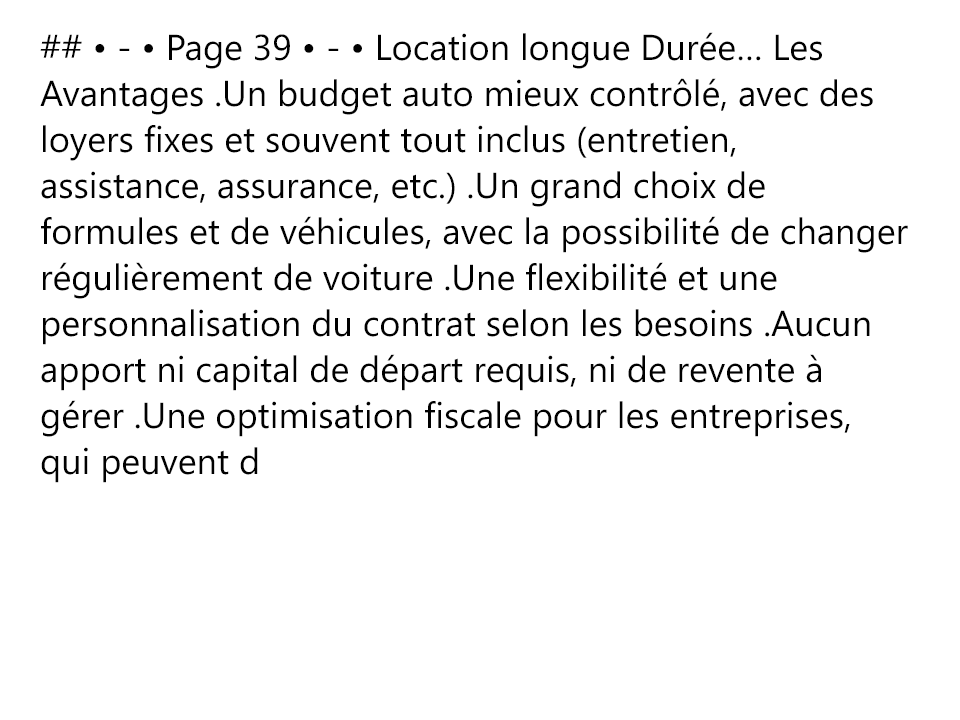 ## • - • Page 39 • - • Location longue Durée... Les
Avantages .Un budget auto mieux contrôlé, avec des
loyers fixes et souvent tout inclus (entretien,
assistance, assurance, etc.) .Un grand choix de
formules et de véhicules, avec la possibilité de changer
régulièrement de voiture .Une flexibilité et une
personnalisation du contrat selon les besoins .Aucun
apport ni capital de départ requis, ni de revente à
gérer .Une optimisation fiscale pour les entreprises,
qui peuvent d